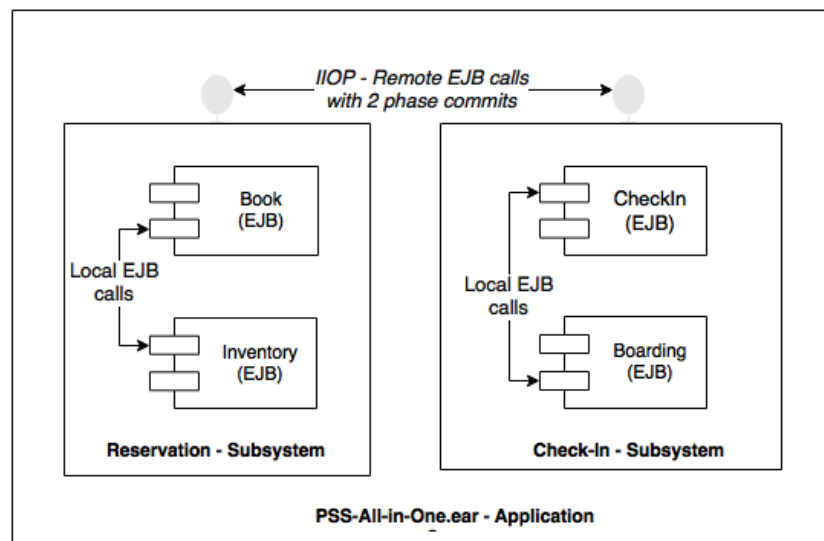 IIOP - Remote EJB calls
with 2 phase commits
Book
(EJB)
Local EJB
calls
Inventory
(EJB)
Reservation - Subsystem
CheckIn
(EJB)
Local EJB
calls
Boarding
(EJB)
Check-In - Subsystem
PSS-All-in-One.ear - Application